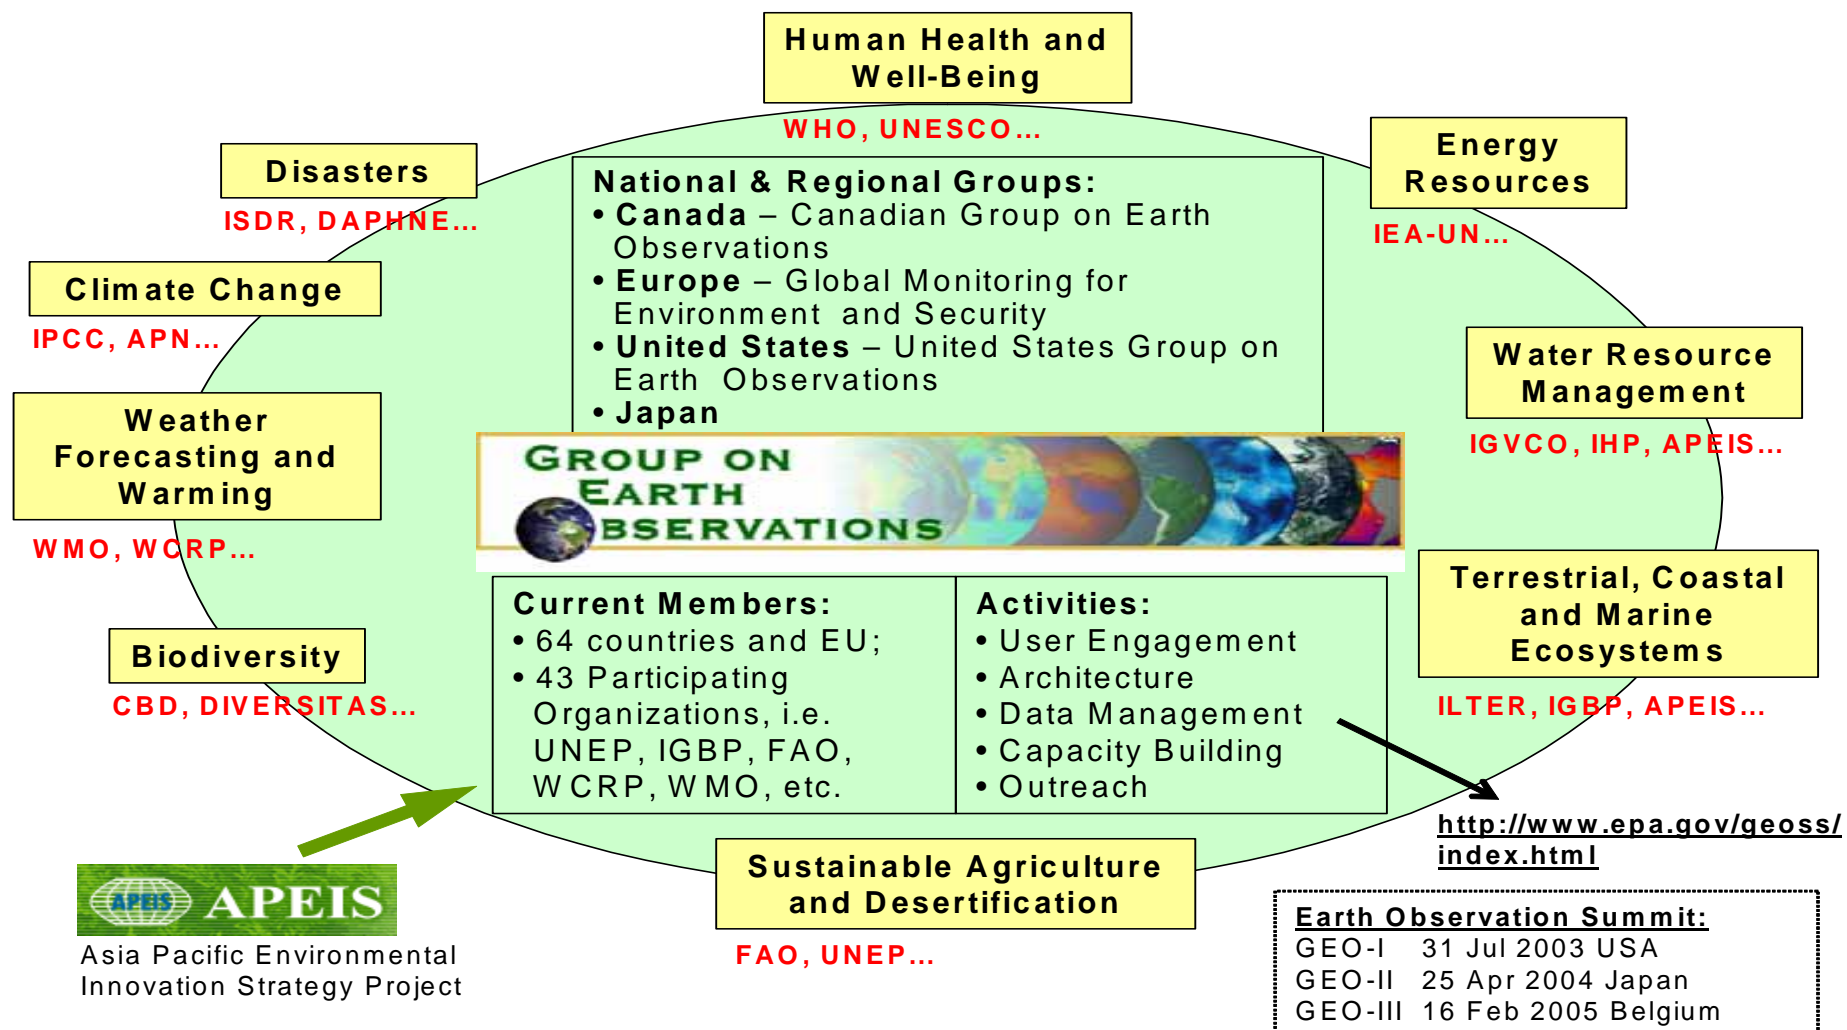 Human Health and
Well-Being
WHO, UNESCO...
Disasters
ISDR, DAPHNE...
Energy
Resources
IEA-UN...
National & Regional Groups:
• Canada – Canadian Group on Earth
Observations
• Europe – Global Monitoring for
Environment and Security
• United States – United States Group on
Earth Observations
• Japan
Climate Change
IPCC, APN...
Water Resource
Management
IGVCO, IHP, APEIS...
Weather
Forecasting and
Warming
WMO, WCRP...
GROUP ON
EARTH
OBSERVATIONS
Terrestrial, Coastal
and Marine
Ecosystems
ILTER, IGBP, APEIS...
Biodiversity
CBD, DIVERSITAS...
Current Members:
• 64 countries and EU;
• 43 Participating
Organizations, i.e.
UNEP, IGBP, FAO,
WCRP, WMO, etc.
Activities:
• User Engagement
• Architecture
• Data Management
• Capacity Building
• Outreach
http://www.epa.gov/geoss/
index.html
Sustainable Agriculture
and Desertification
FAO, UNEP...
APEIS APEIS
Asia Pacific Environmental
Innovation Strategy Project
Earth Observation Summit:
GEO-I 31 Jul 2003 USA
GEO-II 25 Apr 2004 Japan
GEO-III 16 Feb 2005 Belgium